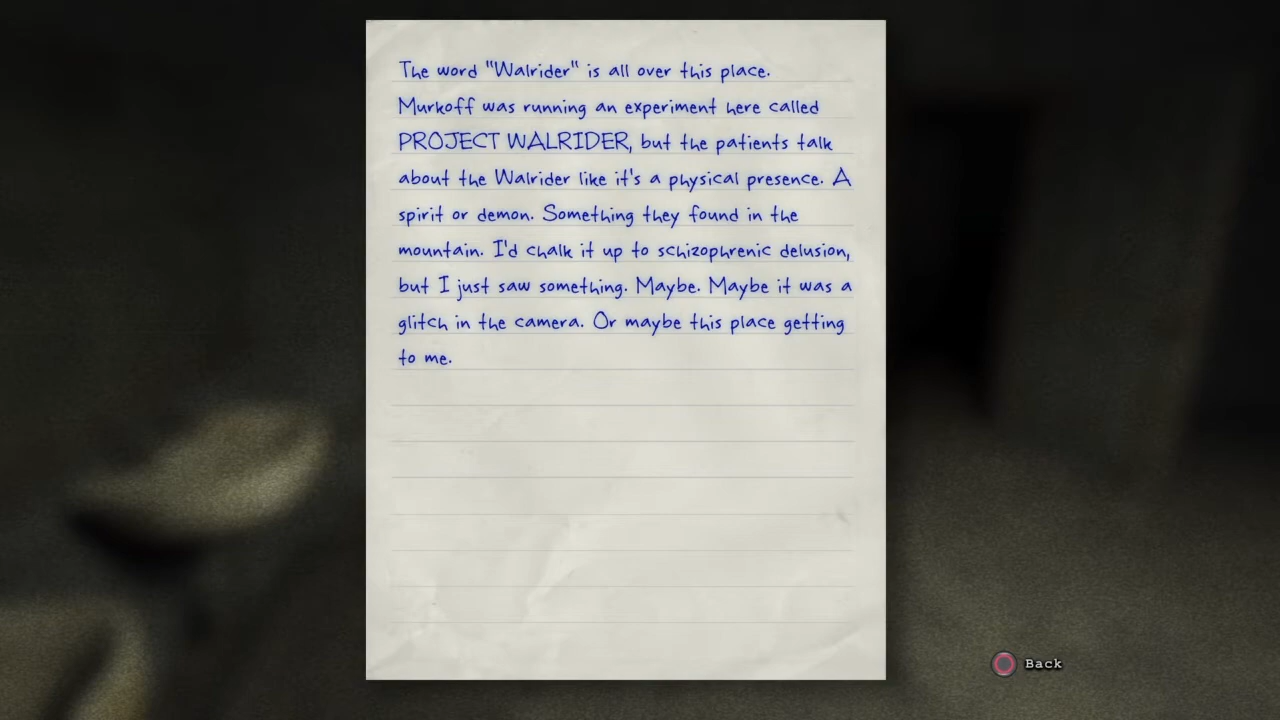 The word "Walrider" is all over this place.
Murkoff was running an experiment here called
PROJECT WALRIDER, but the patients talk
about the Walrider like it's a physical presence. A
spirit or demon. Something they found in the
mountain. I'd chalk it up to schizophrenic delusion,
but I just saw something. Maybe. Maybe it was a
glitch in the camera. Or maybe this place getting
to me.
Back